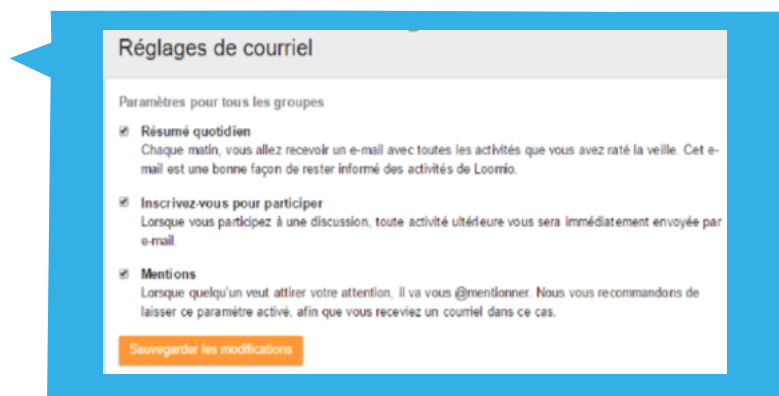 Réglages de courriel
Paramètres pour tous les groupes
Résumé quotidien
Chaque matin, vous allez recevoir un e-mail avec toutes les activités que vous avez raté la veille. Cet e-
mail est une bonne façon de rester informé des activités de Loomio.
Inscrivez-vous pour participer
Lorsque vous participez à une discussion, toute activité ultérieure vous sera immédiatement envoyée par
e-mail.
Mentions
Lorsque quelqu'un veut attirer votre attention, il va vous @mentionner. Nous vous recommandons de
laisser ce paramètre activé, afin que vous receviez un courriel dans ce cas.
Sauvegarder les modifications